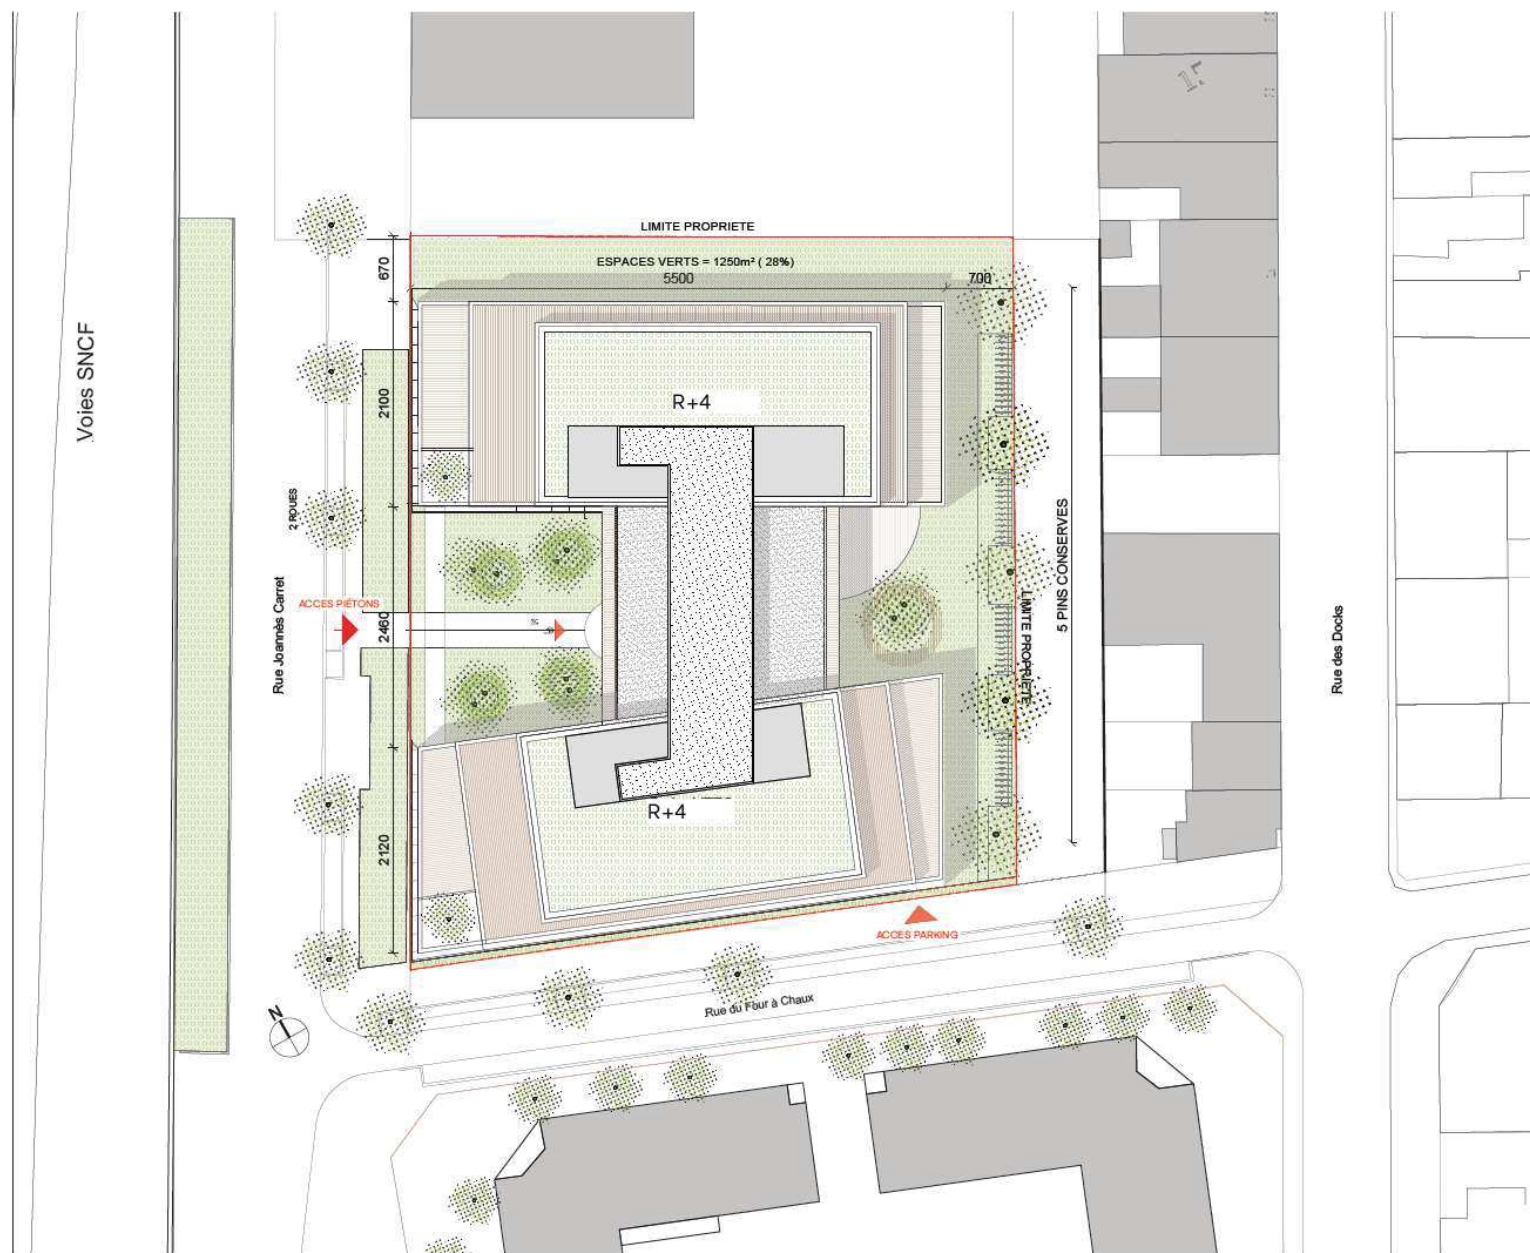 LIMITE PROPRIETE
ESPACES VERTS = 1250m² ( 28%)
5500
700
670
Voies SNCF
2100
R+4
2 ROUES
5 PINS CONSERVES
ACCES PIÉTONS
2460
Rue Joannès Carret
LIMITE PROPRIETE
Rue des Docks
R+4
2120
ACCES PARKING
Rue du Four à Chaux
N